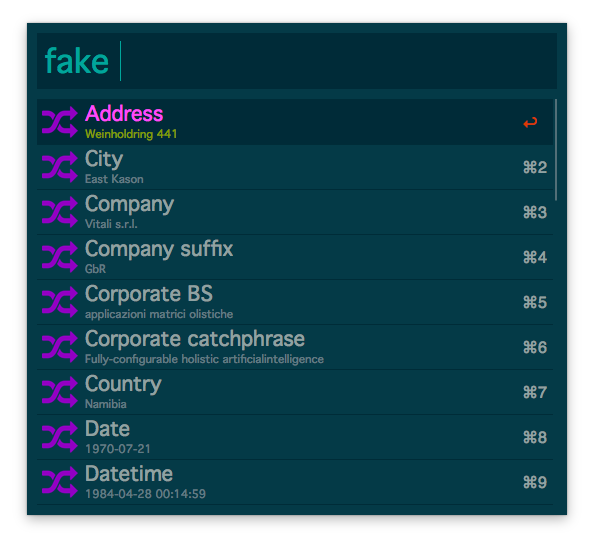 fake
Address
Weinholdring 441
↩
City
East Kason
⌘2
Company
Vitali s.r.l.
⌘3
Company suffix
GbR
⌘4
Corporate BS
applicazioni matrici olistiche
⌘5
Corporate catchphrase
Fully-configurable holistic artificialintelligence
⌘6
Country
Namibia
⌘7
Date
1970-07-21
⌘8
Datetime
1984-04-28 00:14:59
⌘9